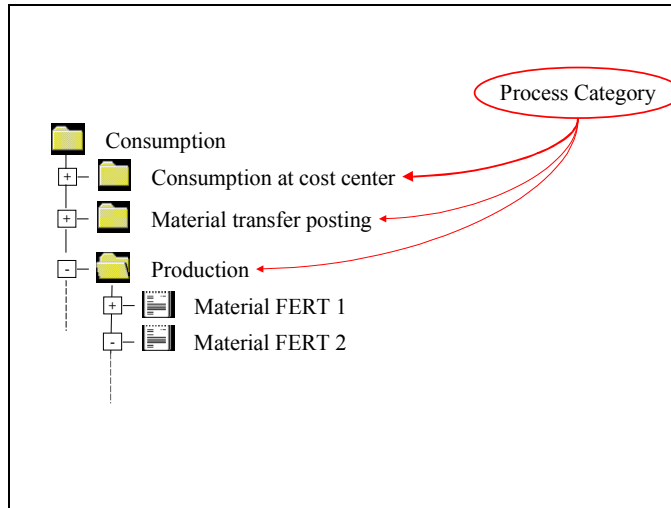 Process Category
Consumption
Consumption at cost center
Material transfer posting
Production
Material FERT 1
Material FERT 2